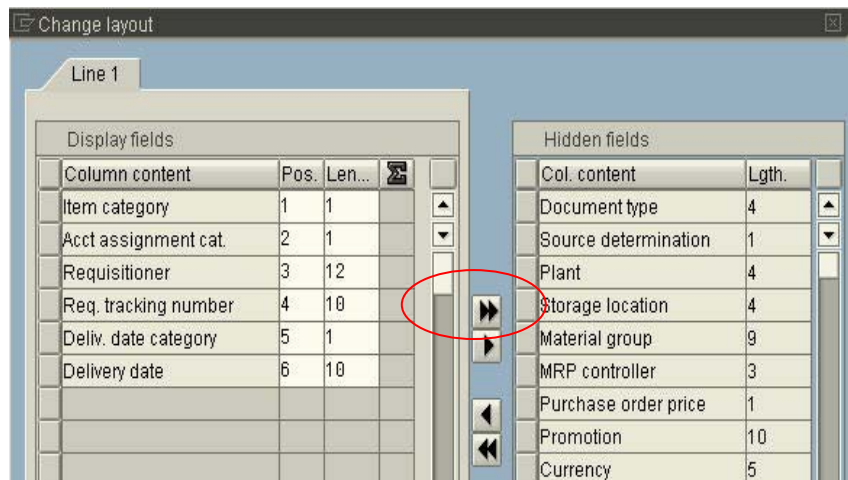 Change layout
Line 1
Display fields
Column content Pos. Len... Σ
Item category 1 1
Acct assignment cat. 2 1
Requisitioner 3 12
Req. tracking number 4 10
Deliv. date category 5 1
Delivery date 6 10
Hidden fields
Col. content Lgth.
Document type 4
Source determination 1
Plant 4
Storage location 4
Material group 9
MRP controller 3
Purchase order price 1
Promotion 10
Currency 5